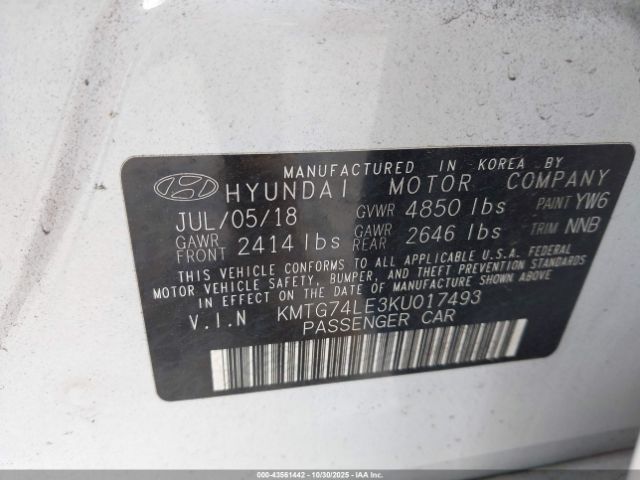 MANUFACTURED IN KOREA BY
HYUNDAI MOTOR COMPANY
JUL/05/18 GVWR 4850 lbs PAINT YW6
GAWR FRONT 2414 lbs GAWR REAR 2646 lbs TRIM NNB
THIS VEHICLE CONFORMS TO ALL APPLICABLE U.S.A. FEDERAL
MOTOR VEHICLE SAFETY, BUMPER, AND THEFT PREVENTION STANDARDS
IN EFFECT ON THE DATE OF MANUFACTURE SHOWN ABOVE
V.I.N KMTG74LE3KU017493
PASSENGER CAR
000-43561442 - 10/30/2025 - IAAI.CA